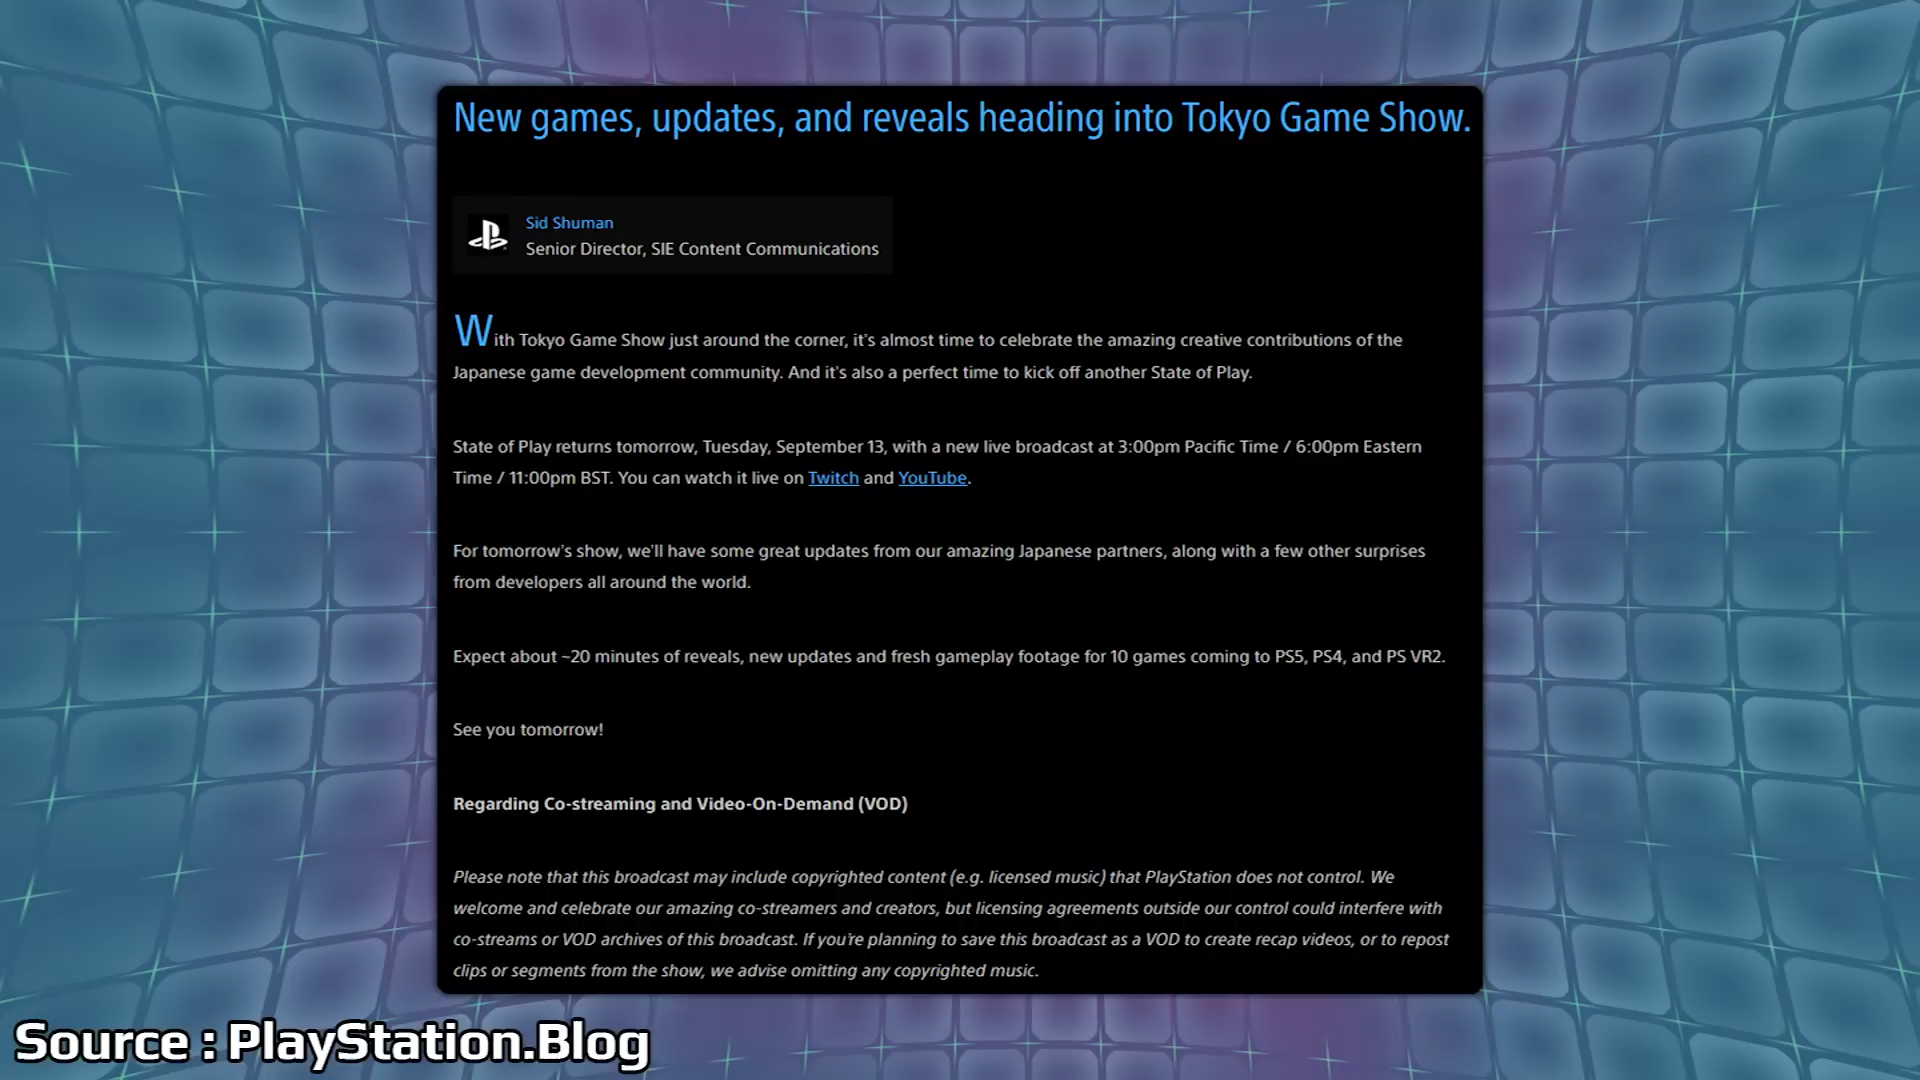 New games, updates, and reveals heading into Tokyo Game Show.
Sid Shuman
Senior Director, SIE Content Communications
With Tokyo Game Show just around the corner, it's almost time to celebrate the amazing creative contributions of the
Japanese game development community. And it's also a perfect time to kick off another State of Play.
State of Play returns tomorrow, Tuesday, September 13, with a new live broadcast at 3:00pm Pacific Time / 6:00pm Eastern
Time / 11:00pm BST. You can watch it live on Twitch and YouTube.
For tomorrow's show, we'll have some great updates from our amazing Japanese partners, along with a few other surprises
from developers all around the world.
Expect about ~20 minutes of reveals, new updates and fresh gameplay footage for 10 games coming to PS5, PS4, and PS VR2.
See you tomorrow!
Regarding Co-streaming and Video-On-Demand (VOD)
Please note that this broadcast may include copyrighted content (e.g. licensed music) that PlayStation does not control. We
welcome and celebrate our amazing co-streamers and creators, but licensing agreements outside our control could interfere with
co-streams or VOD archives of this broadcast. If you're planning to save this broadcast as a VOD to create recap videos, or to repost
clips or segments from the show, we advise omitting any copyrighted music.
Source : PlayStation.Blog